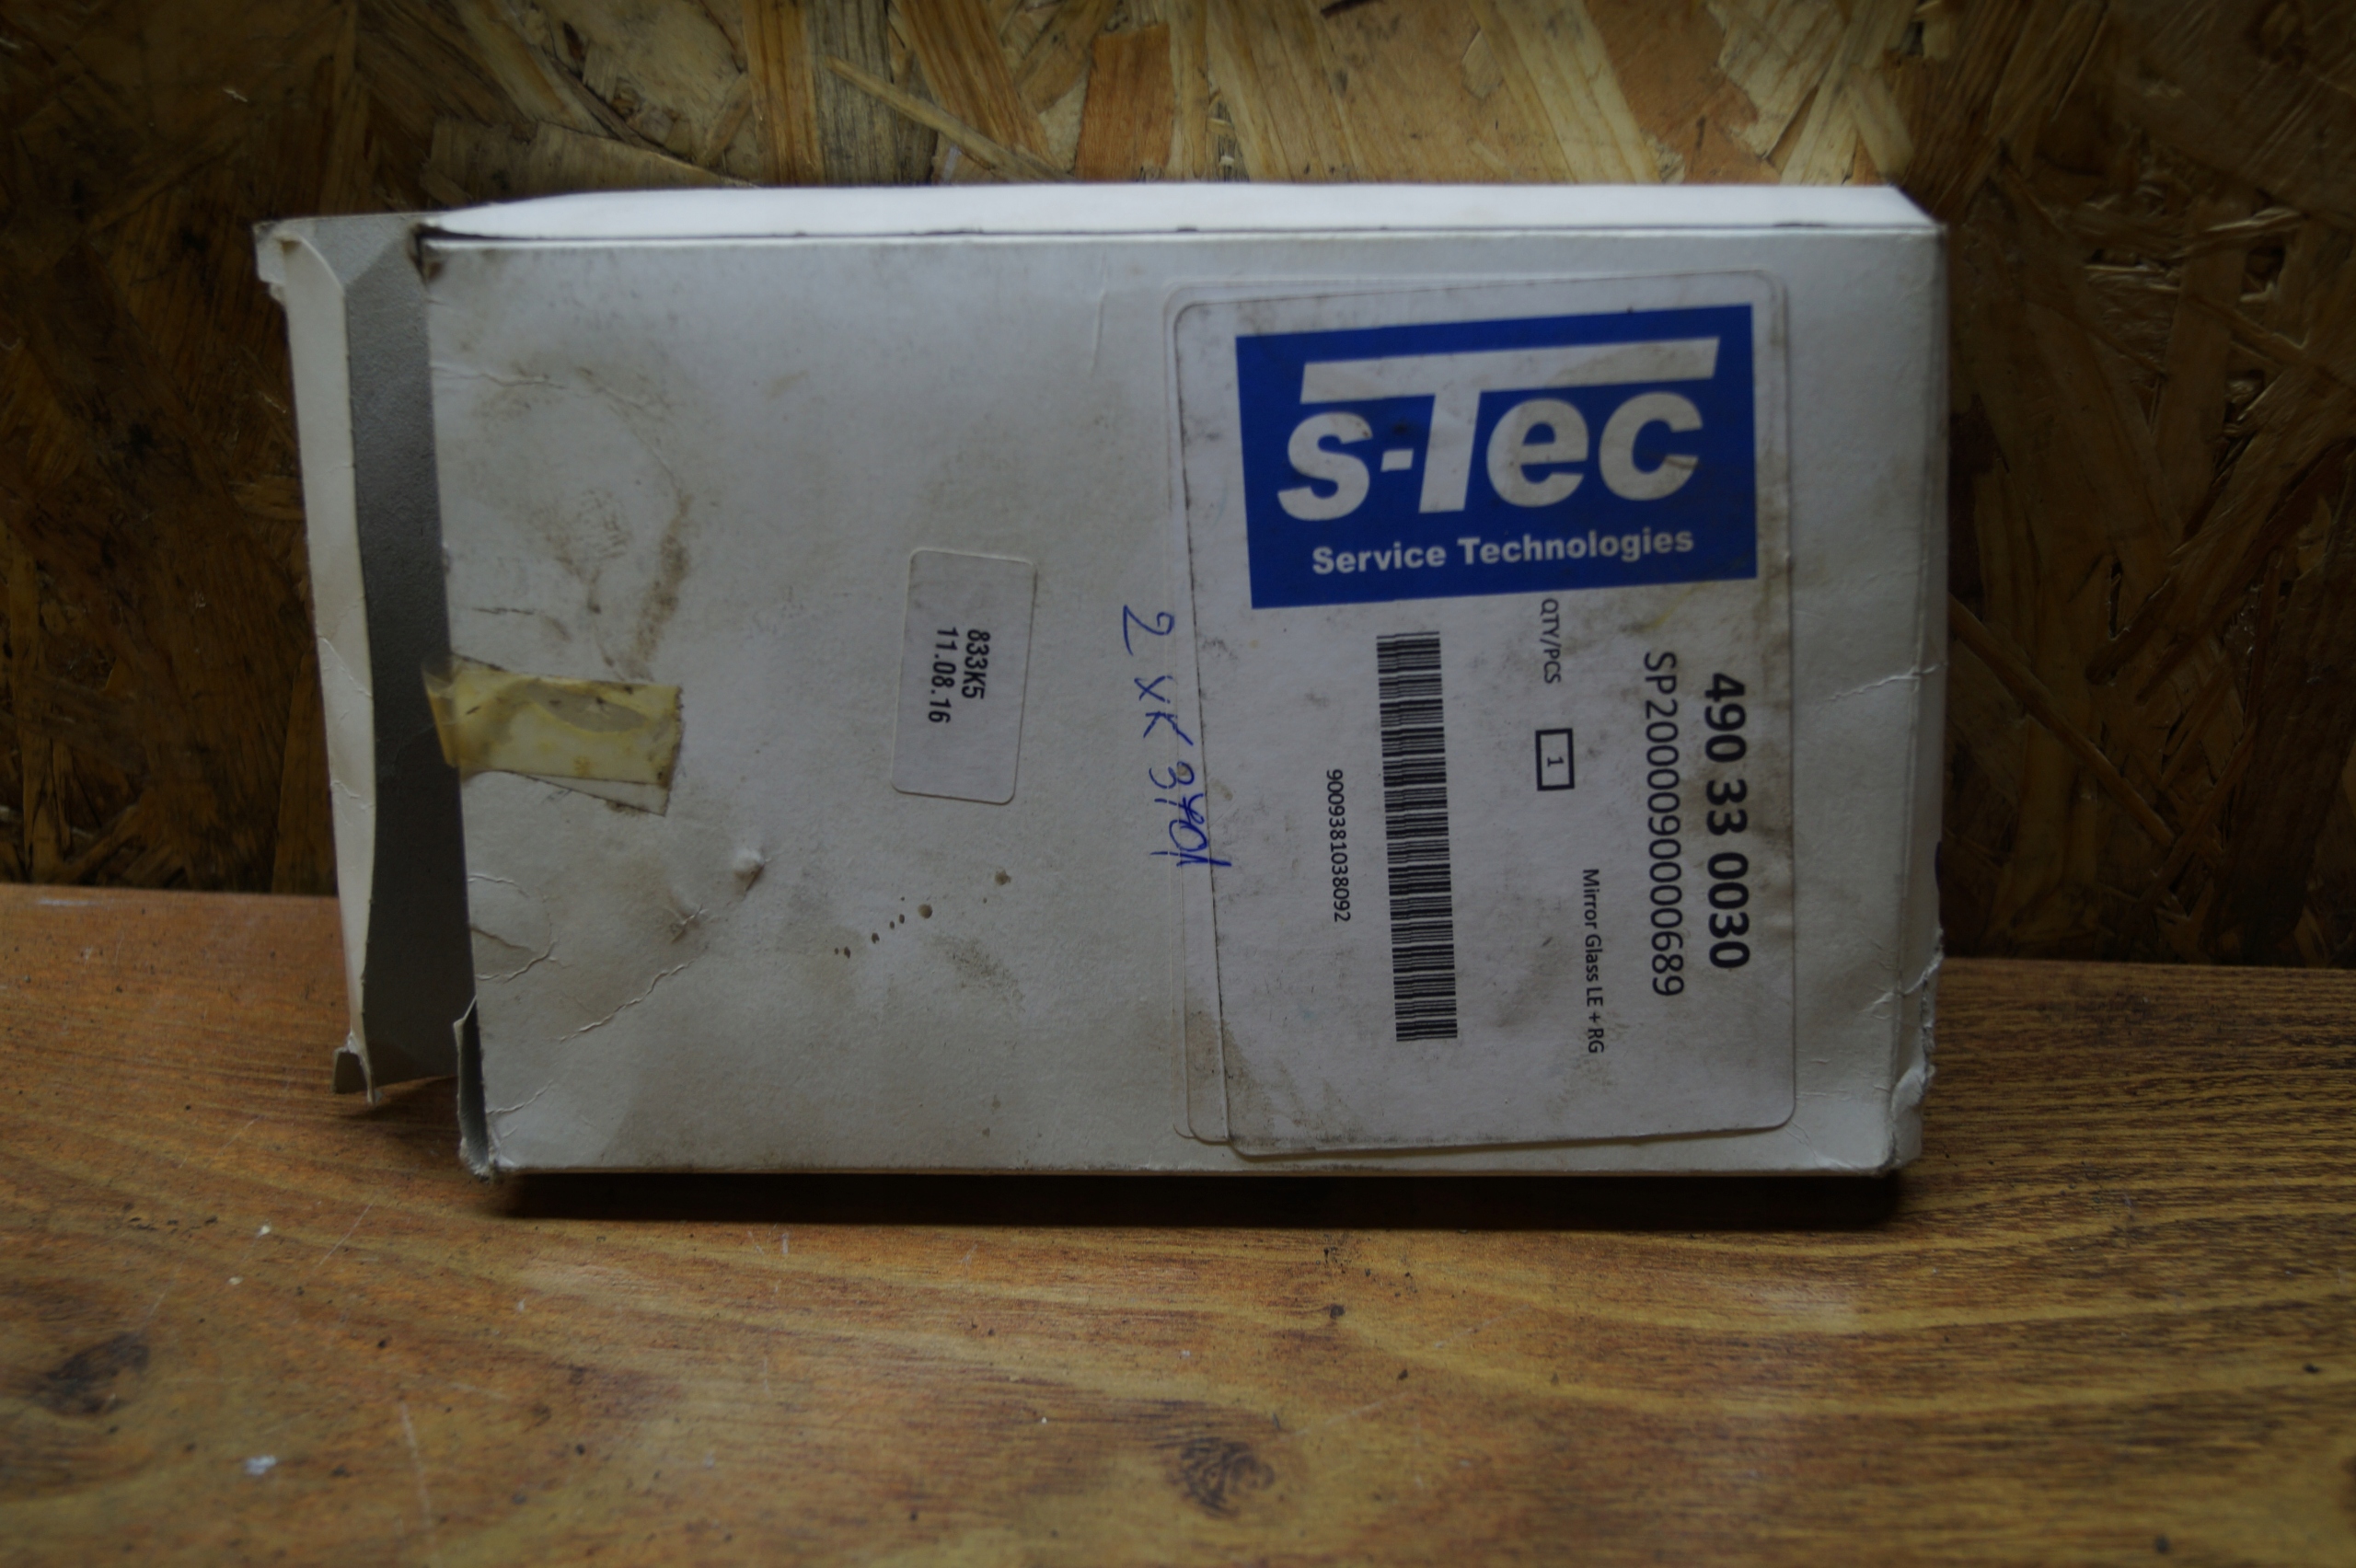 s-Tec
Service Technologies
490 33 0030
SP2000090000689
Mirror Glass LE + RG
QTY/PCS 1
9009381038092
2 x K
833K5
11.08.16